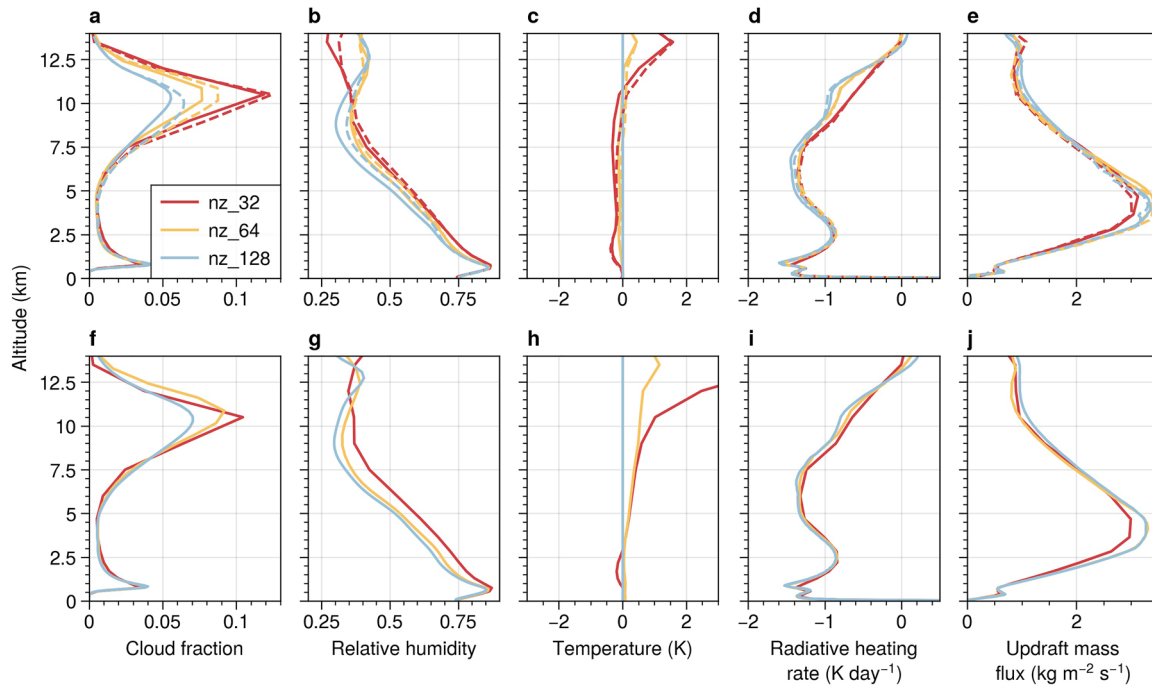 a b c d e
12.5
10
7.5
5
2.5
0
nz_32
nz_64
nz_128
0 0.05 0.1
0.25 0.5 0.75
−2 0 2
−2 −1 0
2
Altitude (km)
f g h i j
12.5
10
7.5
5
2.5
0
0 0.05 0.1
0.25 0.5 0.75
−2 0 2
−2 −1 0
0 2
Cloud fraction
Relative humidity
Temperature (K)
Radiative heating
rate (K day⁻¹)
Updraft mass
flux (kg m⁻² s⁻¹)